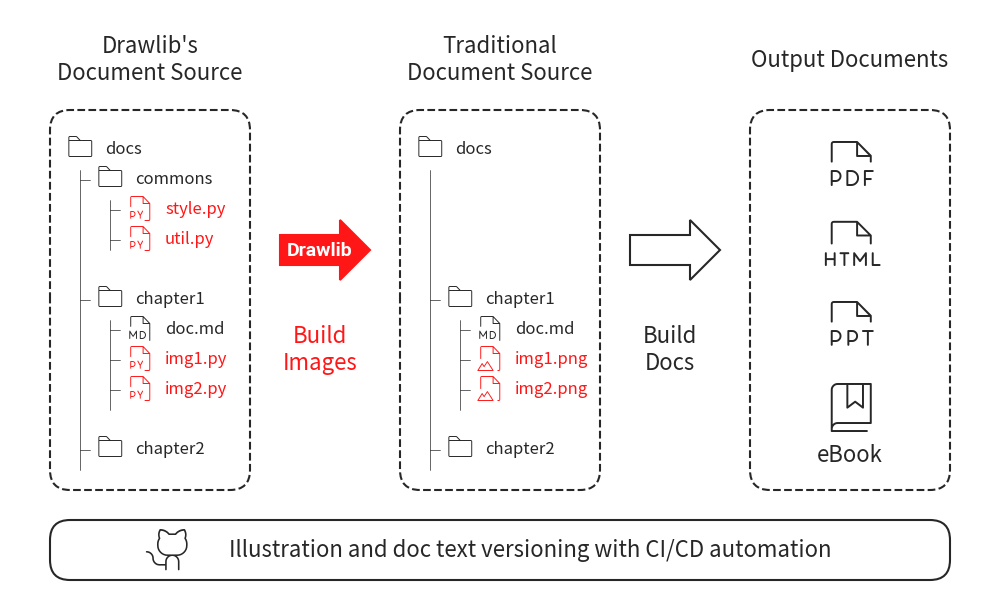 Drawlib's
Document Source
docs
commons
PY style.py
PY util.py
chapter1
MD doc.md
PY img1.py
PY img2.py
chapter2
Drawlib
Build
Images
Traditional
Document Source
docs
chapter1
MD doc.md
img1.png
img2.png
chapter2
Build
Docs
Output Documents
PDF
HTML
PPT
eBook
Illustration and doc text versioning with CI/CD automation